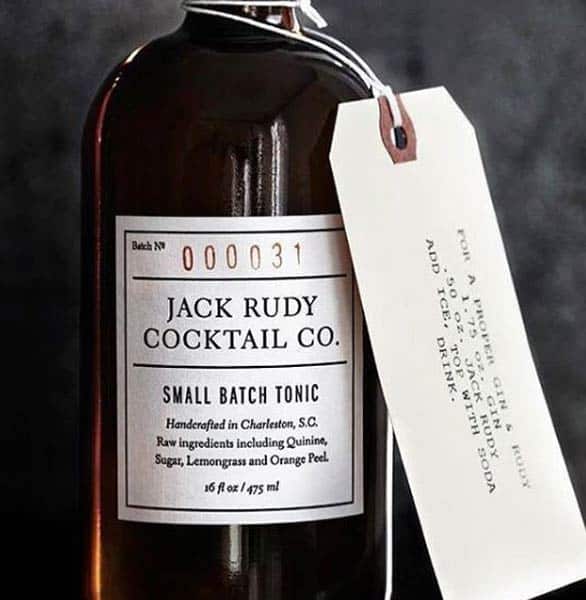 Batch Nº 000031
JACK RUDY
COCKTAIL CO.
SMALL BATCH TONIC
Handcrafted in Charleston, S.C.
Raw ingredients including Quinine,
Sugar, Lemongrass and Orange Peel.
16 fl oz / 475 ml
FOR A PROPER GIN & RUDY
1.75 oz. GIN
.50 oz. JACK RUDY
TOP WITH SODA
ADD ICE, DRINK.